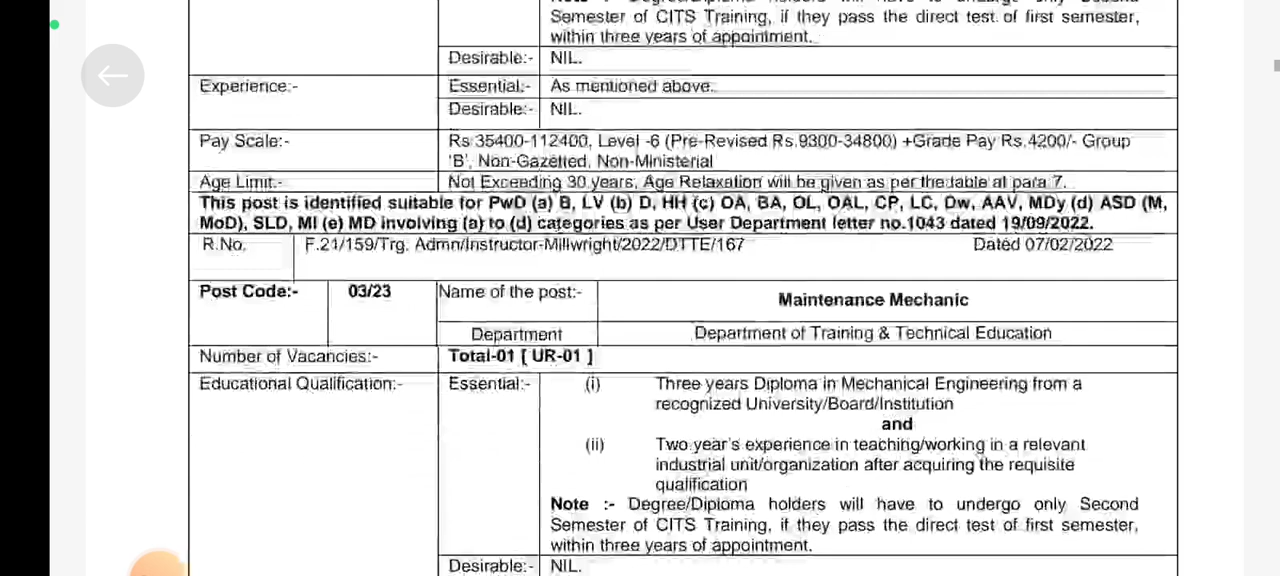 Note :- Degree/Diploma holders will have to undergo only Second
Semester of CITS Training, if they pass the direct test of first semester,
within three years of appointment.
Desirable:- NIL.
Experience:- Essential:- As mentioned above.
Desirable:- NIL.
Pay Scale:- Rs 35400-112400, Level -6 (Pre-Revised Rs.9300-34800) +Grade Pay Rs.4200/- Group
'B', Non-Gazetted, Non-Ministerial
Age Limit.- Not Exceeding 30 years, Age Relaxation will be given as per the table at para 7.
This post is identified suitable for PwD (a) B, LV (b) D, HH (c) OA, BA, OL, OAL, CP, LC, Dw, AAV, MDy (d) ASD (M,
MoD), SLD, MI (e) MD involving (a) to (d) categories as per User Department letter no.1043 dated 19/09/2022.
R.No. F.21/159/Trg. Admn/Instructor-Millwright/2022/DTTE/167 Dated 07/02/2022
Post Code:- 03/23 Name of the post:- Maintenance Mechanic
Department Department of Training & Technical Education
Number of Vacancies:- Total-01 [ UR-01 ]
Educational Qualification:- Essential:- (i) Three years Diploma in Mechanical Engineering from a
recognized University/Board/Institution
and
(ii) Two year's experience in teaching/working in a relevant
industrial unit/organization after acquiring the requisite
qualification
Note :- Degree/Diploma holders will have to undergo only Second
Semester of CITS Training, if they pass the direct test of first semester,
within three years of appointment.
Desirable:- NIL.